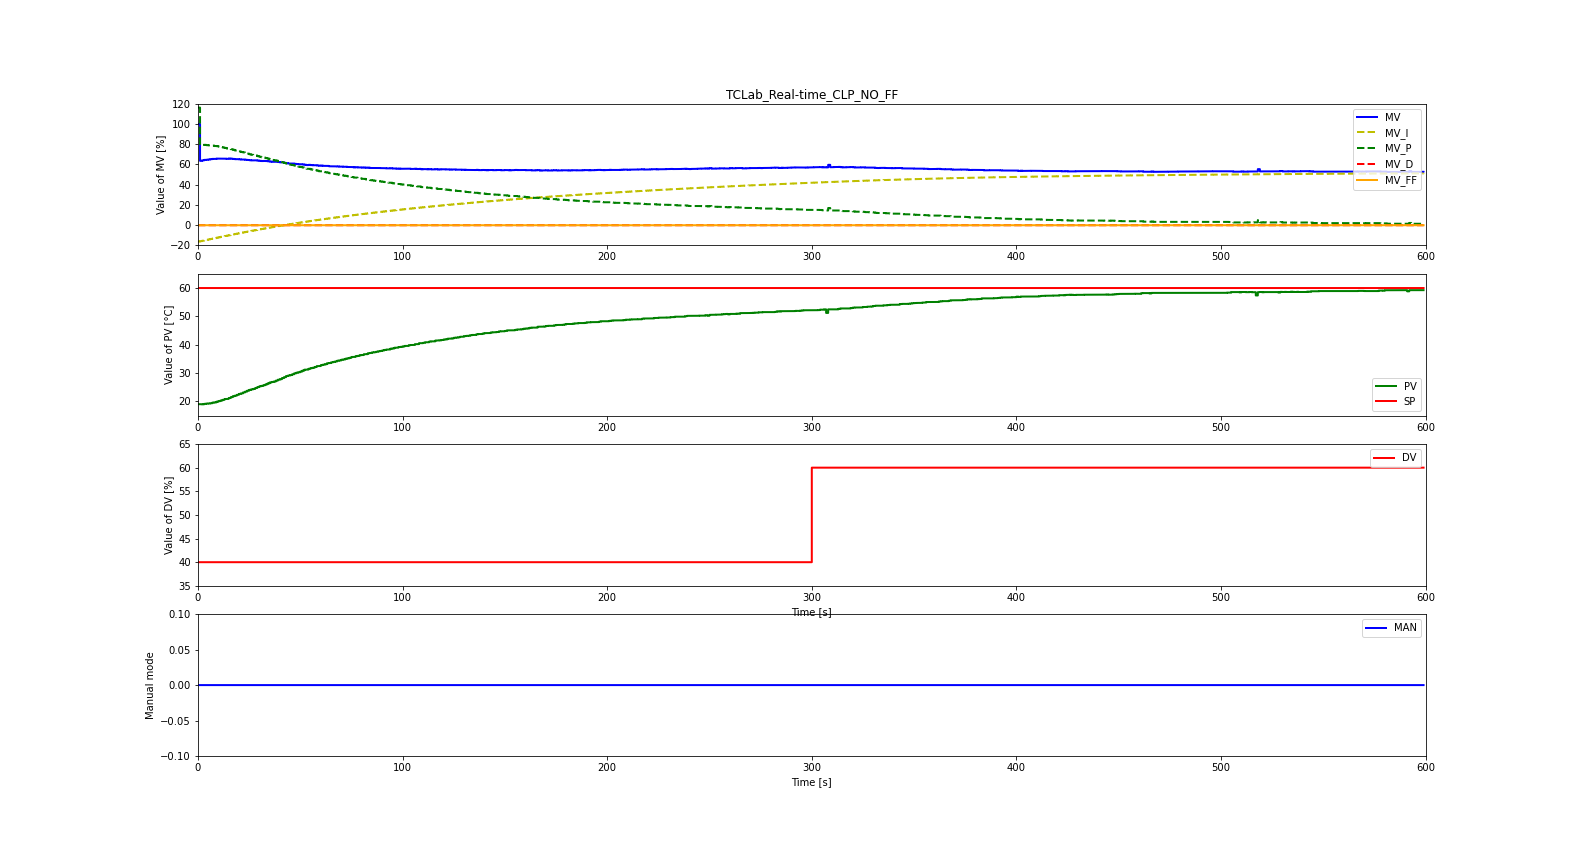 TCLab_Real-time_CLP_NO_FF
Value of MV [%]
120
100
80
60
40
20
0
−20
MV
MV_I
MV_P
MV_D
MV_FF
0 100 200 300 400 500 600
Value of PV [°C]
60
50
40
30
20
PV
SP
0 100 200 300 400 500 600
Value of DV [%]
65
60
55
50
45
40
35
DV
0 100 200 300 400 500 600
Time [s]
Manual mode
0.10
0.05
0.00
−0.05
−0.10
MAN
0 100 200 300 400 500 600
Time [s]